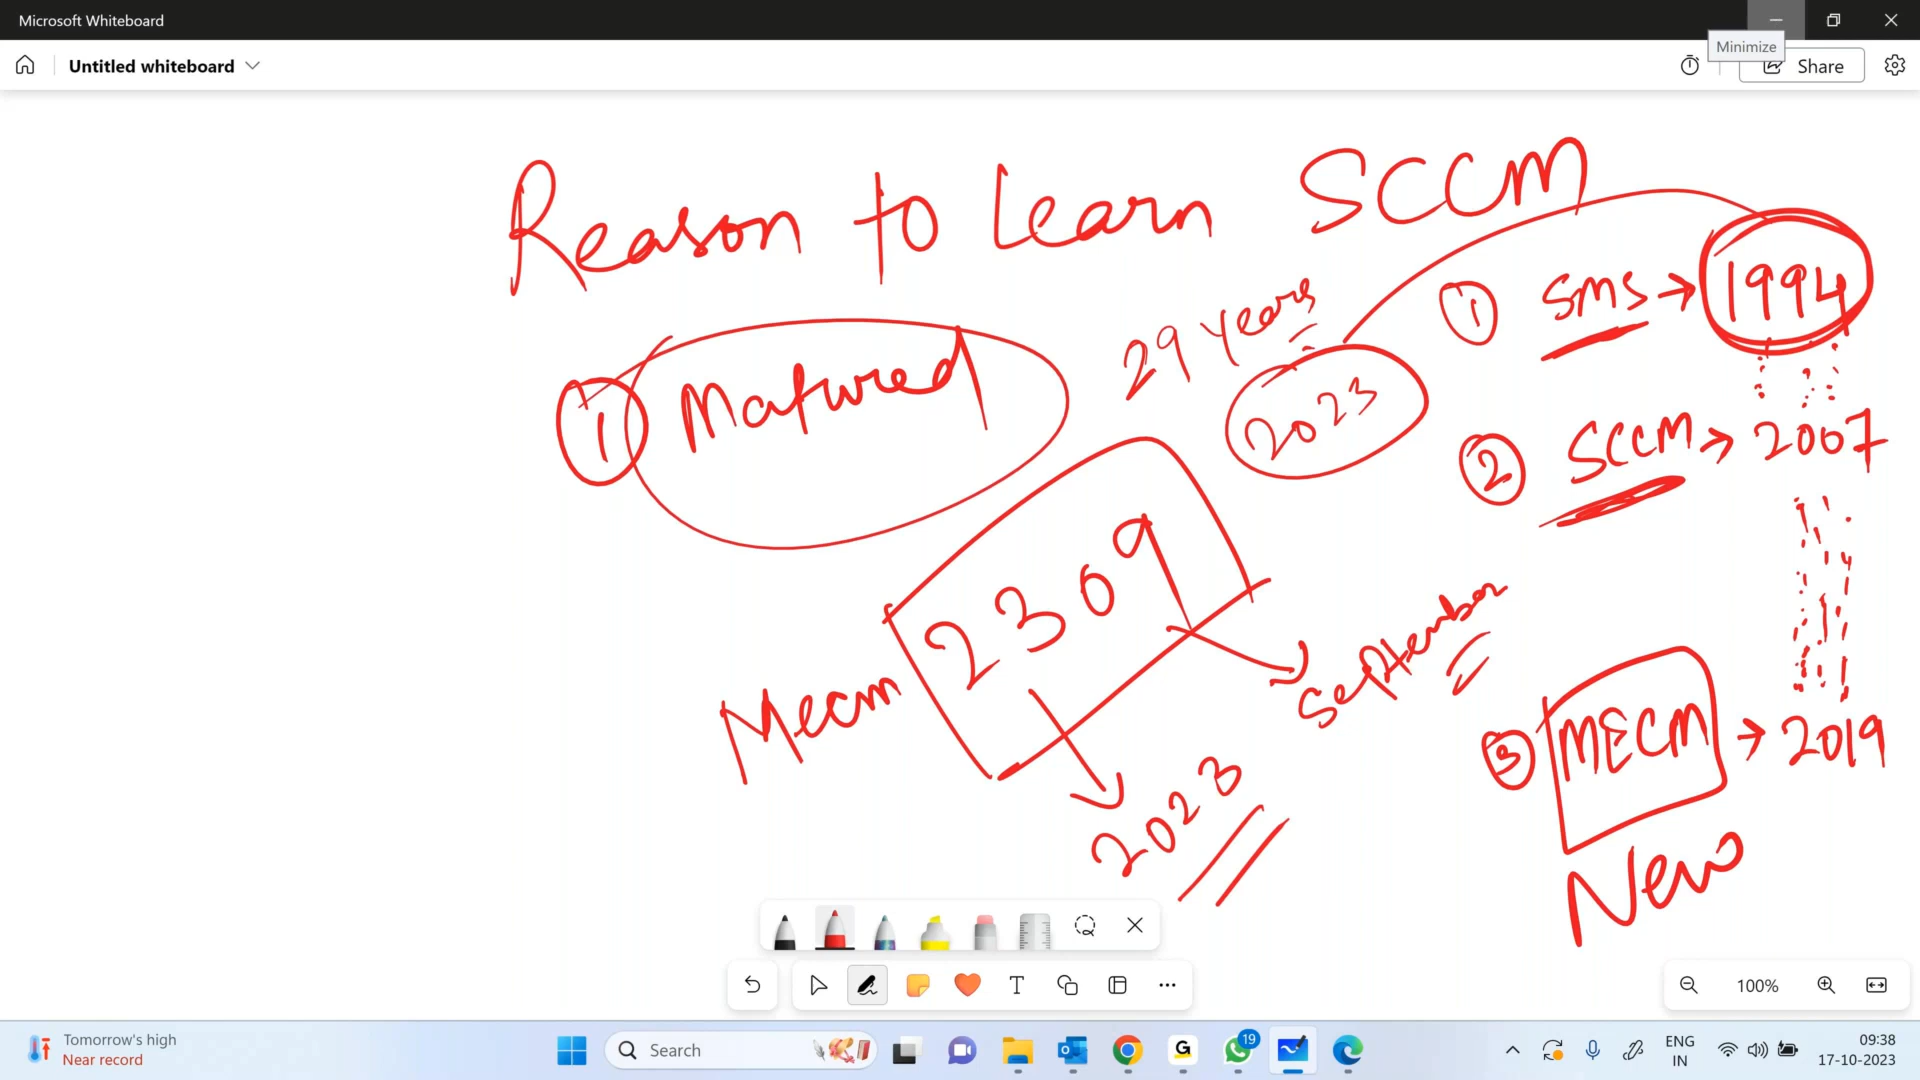 Microsoft Whiteboard
Minimize
Untitled whiteboard
Share
Reason to Learn SCCM
① SMS → 1994
29 Years
① Matured
2023
② SCCM → 2007
2309
September
Mecm
③ MECM → 2019
2023
New
100%
Tomorrow's high
Near record
Search
19
ENG
IN
09:38
17-10-2023